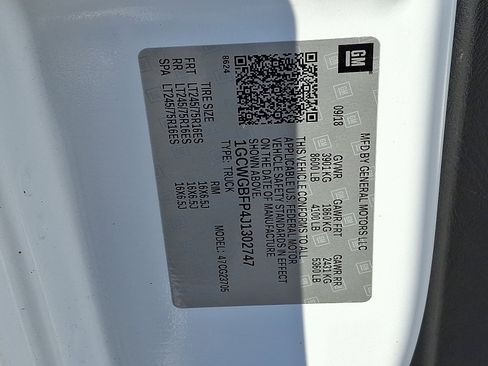 GM
MFD BY GENERAL MOTORS LLC
09/18 GVWR GAWR FRT GAWR RR
3901 KG 1860 KG 2431 KG
8600 LB 4100 LB 5360 LB
THIS VEHICLE CONFORMS TO ALL
APPLICABLE U.S. FEDERAL MOTOR
VEHICLE SAFETY STANDARDS IN EFFECT
ON THE DATE OF MANUFACTURE
SHOWN ABOVE.
1GCWGBFP4J1302747
TYPE: TRUCK MODEL: 47CG23705
8624
TIRE SIZE RIM
FRT LT245/75R16ES 16X6.5J
RR LT245/75R16ES 16X6.5J
SPA LT245/75R16ES 16X6.5J